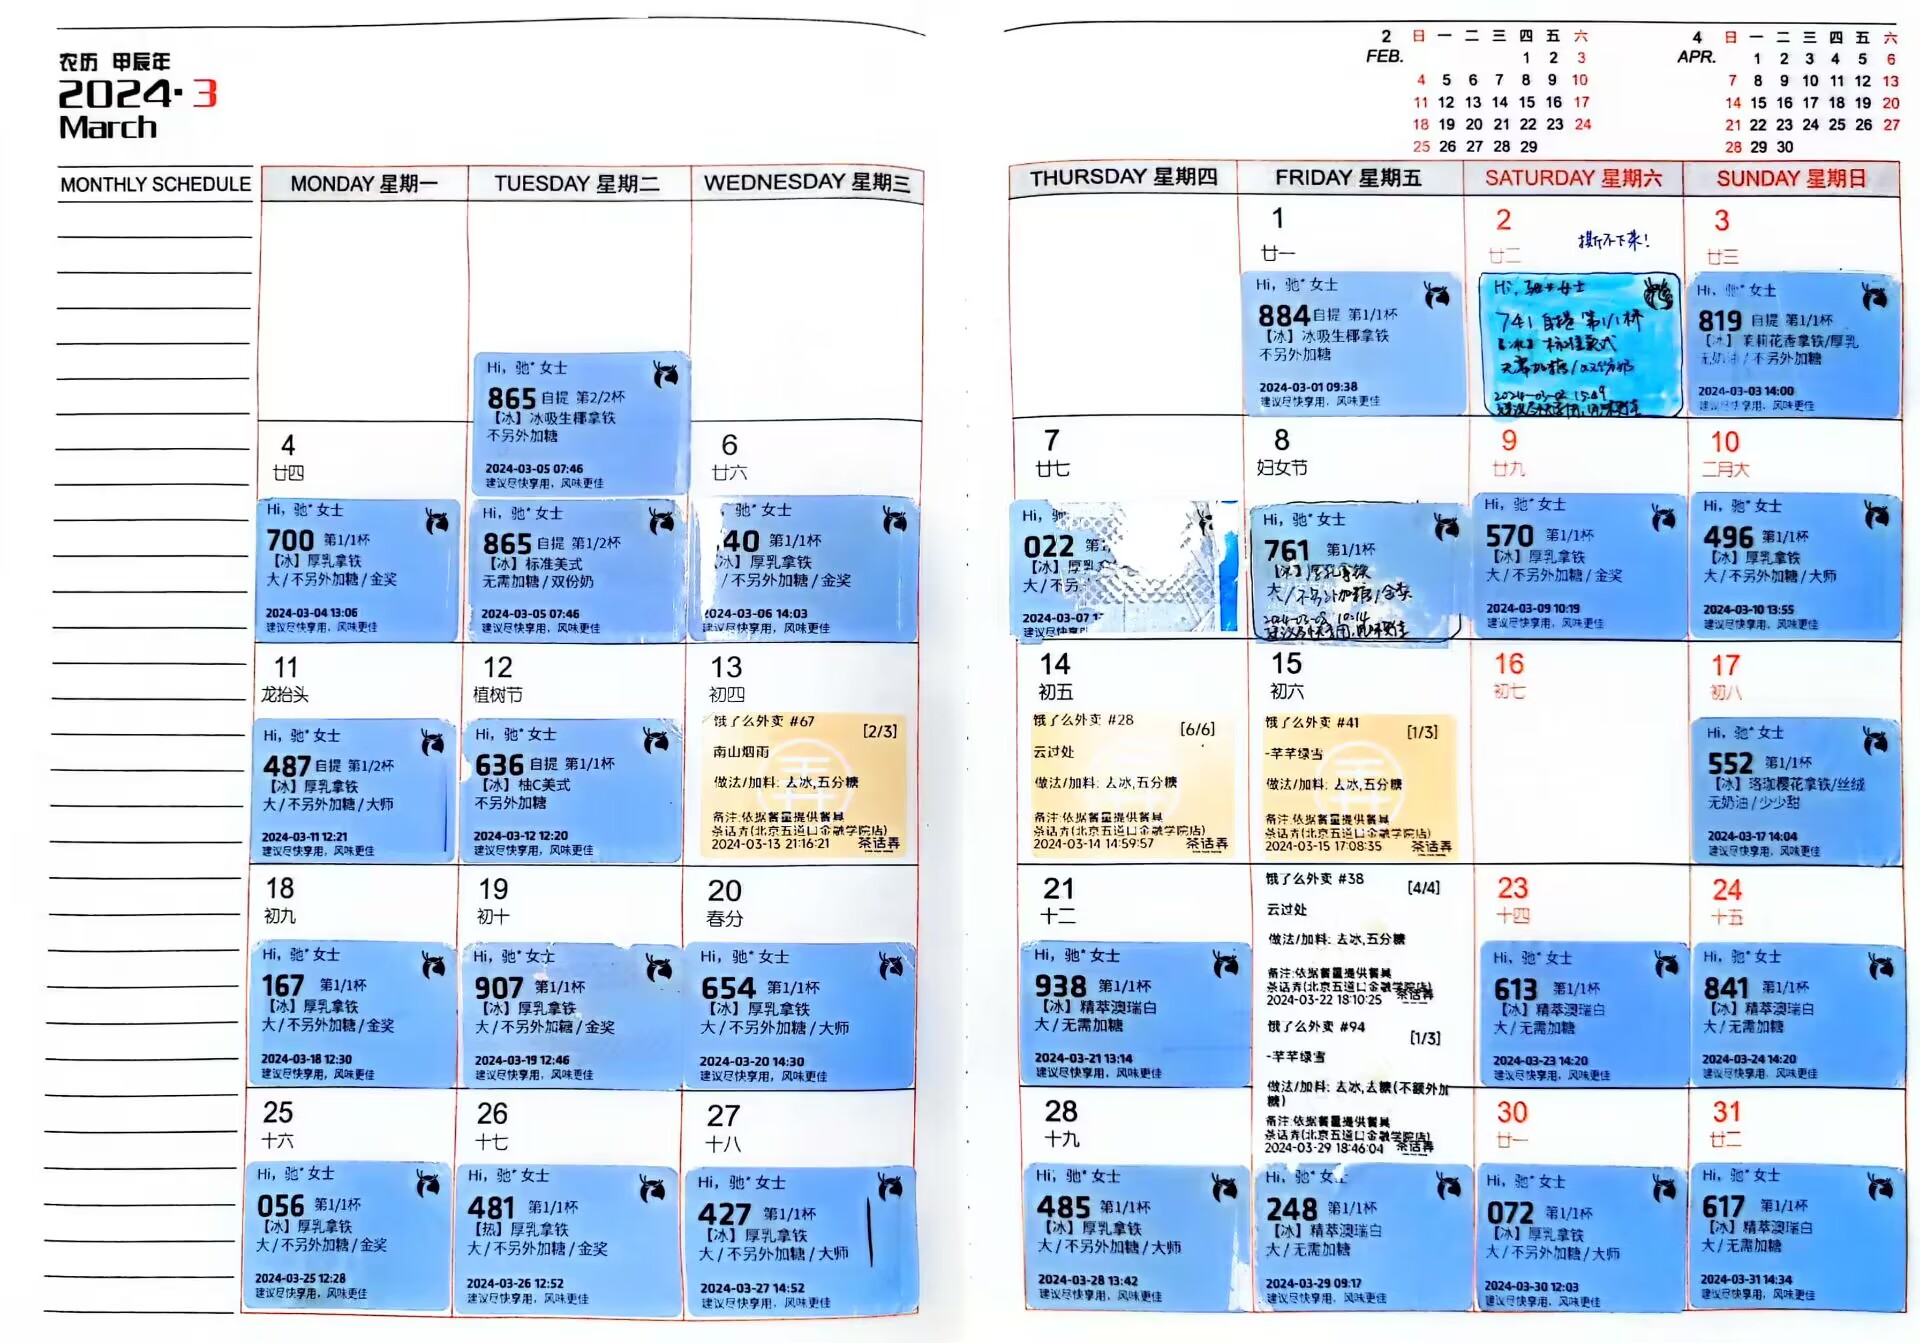 农历 甲辰年
2024·3
March
2
FEB.
日 一 二 三 四 五 六
1 2 3
4 5 6 7 8 9 10
11 12 13 14 15 16 17
18 19 20 21 22 23 24
25 26 27 28 29
4
APR.
日 一 二 三 四 五 六
1 2 3 4 5 6
7 8 9 10 11 12 13
14 15 16 17 18 19 20
21 22 23 24 25 26 27
28 29 30
MONTHLY SCHEDULE
MONDAY 星期一
TUESDAY 星期二
WEDNESDAY 星期三
THURSDAY 星期四
FRIDAY 星期五
SATURDAY 星期六
SUNDAY 星期日
1
廿一
Hi，驰*女士
884 自提 第1/1杯
【冰】冰吸生椰拿铁
不另外加糖
2024-03-01 09:38
建议尽快享用，风味更佳
2
廿二
撕不下来！
Hi，驰*女士
741 自提 第1/1杯
【冰】标准美式
无需加糖/双份奶
2024-03-02 15:49
建议尽快享用，风味更佳
3
廿三
Hi，驰*女士
819 自提 第1/1杯
【冰】茉莉花香拿铁/厚乳
无奶油/不另外加糖
2024-03-03 14:00
建议尽快享用，风味更佳
4
廿四
Hi，驰*女士
700 第1/1杯
【冰】厚乳拿铁
大/不另外加糖/金奖
2024-03-04 13:06
建议尽快享用，风味更佳
Hi，驰*女士
865 自提 第2/2杯
【冰】冰吸生椰拿铁
不另外加糖
2024-03-05 07:46
建议尽快享用，风味更佳
Hi，驰*女士
865 自提 第1/2杯
【冰】标准美式
无需加糖/双份奶
2024-03-05 07:46
建议尽快享用，风味更佳
6
廿六
，驰*女士
40 第1/1杯
冰】厚乳拿铁
/不另外加糖/金奖
2024-03-06 14:03
建议尽快享用，风味更佳
7
廿七
Hi，驰
022 第1
【冰】厚乳
大/不另
2024-03-07 1
建议尽快享用
8
妇女节
Hi，驰*女士
761 第1/1杯
【冰】厚乳拿铁
大/不另外加糖/金奖
2024-03-08 10:14
建议尽快享用，风味更佳
9
廿九
Hi，驰*女士
570 第1/1杯
【冰】厚乳拿铁
大/不另外加糖/金奖
2024-03-09 10:19
建议尽快享用，风味更佳
10
二月大
Hi，驰*女士
496 第1/1杯
【冰】厚乳拿铁
大/不另外加糖/大师
2024-03-10 13:55
建议尽快享用，风味更佳
11
龙抬头
Hi，驰*女士
487 自提 第1/2杯
【冰】厚乳拿铁
大/不另外加糖/大师
2024-03-11 12:21
建议尽快享用，风味更佳
12
植树节
Hi，驰*女士
636 自提 第1/1杯
【冰】柚C美式
不另外加糖
2024-03-12 12:20
建议尽快享用，风味更佳
13
初四
饿了么外卖 #67
[2/3]
南山烟雨
做法/加料: 去冰,五分糖
备注:依据餐量提供餐具
茶话弄(北京五道口金融学院店)
2024-03-13 21:16:21 茶话弄
14
初五
饿了么外卖 #28
[6/6]
云过处
做法/加料: 去冰,五分糖
备注:依据餐量提供餐具
茶话弄(北京五道口金融学院店)
2024-03-14 14:59:57 茶话弄
15
初六
饿了么外卖 #41
[1/3]
-芊芊绿雪
做法/加料: 去冰,五分糖
备注:依据餐量提供餐具
茶话弄(北京五道口金融学院店)
2024-03-15 17:08:35 茶话弄
16
初七
17
初八
Hi，驰*女士
552 第1/1杯
【冰】珞珈樱花拿铁/丝绒
无奶油/少少甜
2024-03-17 14:04
建议尽快享用，风味更佳
18
初九
Hi，驰*女士
167 第1/1杯
【冰】厚乳拿铁
大/不另外加糖/金奖
2024-03-18 12:30
建议尽快享用，风味更佳
19
初十
Hi，驰*女士
907 第1/1杯
【冰】厚乳拿铁
大/不另外加糖/金奖
2024-03-19 12:46
建议尽快享用，风味更佳
20
春分
Hi，驰*女士
654 第1/1杯
【冰】厚乳拿铁
大/不另外加糖/大师
2024-03-20 14:30
建议尽快享用，风味更佳
21
十二
Hi，驰*女士
938 第1/1杯
【冰】精萃澳瑞白
大/无需加糖
2024-03-21 13:14
建议尽快享用，风味更佳
饿了么外卖 #38
[4/4]
云过处
做法/加料: 去冰,五分糖
备注:依据餐量提供餐具
茶话弄(北京五道口金融学院店)
2024-03-22 18:10:25 茶话弄
饿了么外卖 #94
[1/3]
-芊芊绿雪
做法/加料: 去冰,去糖(不额外加
糖)
备注:依据餐量提供餐具
茶话弄(北京五道口金融学院店)
2024-03-29 18:46:04 茶话弄
23
十四
Hi，驰*女士
613 第1/1杯
【冰】精萃澳瑞白
大/无需加糖
2024-03-23 14:20
建议尽快享用，风味更佳
24
十五
Hi，驰*女士
841 第1/1杯
【冰】精萃澳瑞白
大/无需加糖
2024-03-24 14:20
建议尽快享用，风味更佳
25
十六
Hi，驰*女士
056 第1/1杯
【冰】厚乳拿铁
大/不另外加糖/金奖
2024-03-25 12:28
建议尽快享用，风味更佳
26
十七
Hi，驰*女士
481 第1/1杯
【热】厚乳拿铁
大/不另外加糖/金奖
2024-03-26 12:52
建议尽快享用，风味更佳
27
十八
Hi，驰*女士
427 第1/1杯
【冰】厚乳拿铁
大/不另外加糖/大师
2024-03-27 14:52
建议尽快享用，风味更佳
28
十九
Hi，驰*女士
485 第1/1杯
【冰】厚乳拿铁
大/不另外加糖/大师
2024-03-28 13:42
建议尽快享用，风味更佳
Hi，驰*女士
248 第1/1杯
【冰】精萃澳瑞白
大/无需加糖
2024-03-29 09:17
建议尽快享用，风味更佳
30
廿一
Hi，驰*女士
072 第1/1杯
【冰】厚乳拿铁
大/不另外加糖/大师
2024-03-30 12:03
建议尽快享用，风味更佳
31
廿二
Hi，驰*女士
617 第1/1杯
【冰】精萃澳瑞白
大/无需加糖
2024-03-31 14:34
建议尽快享用，风味更佳